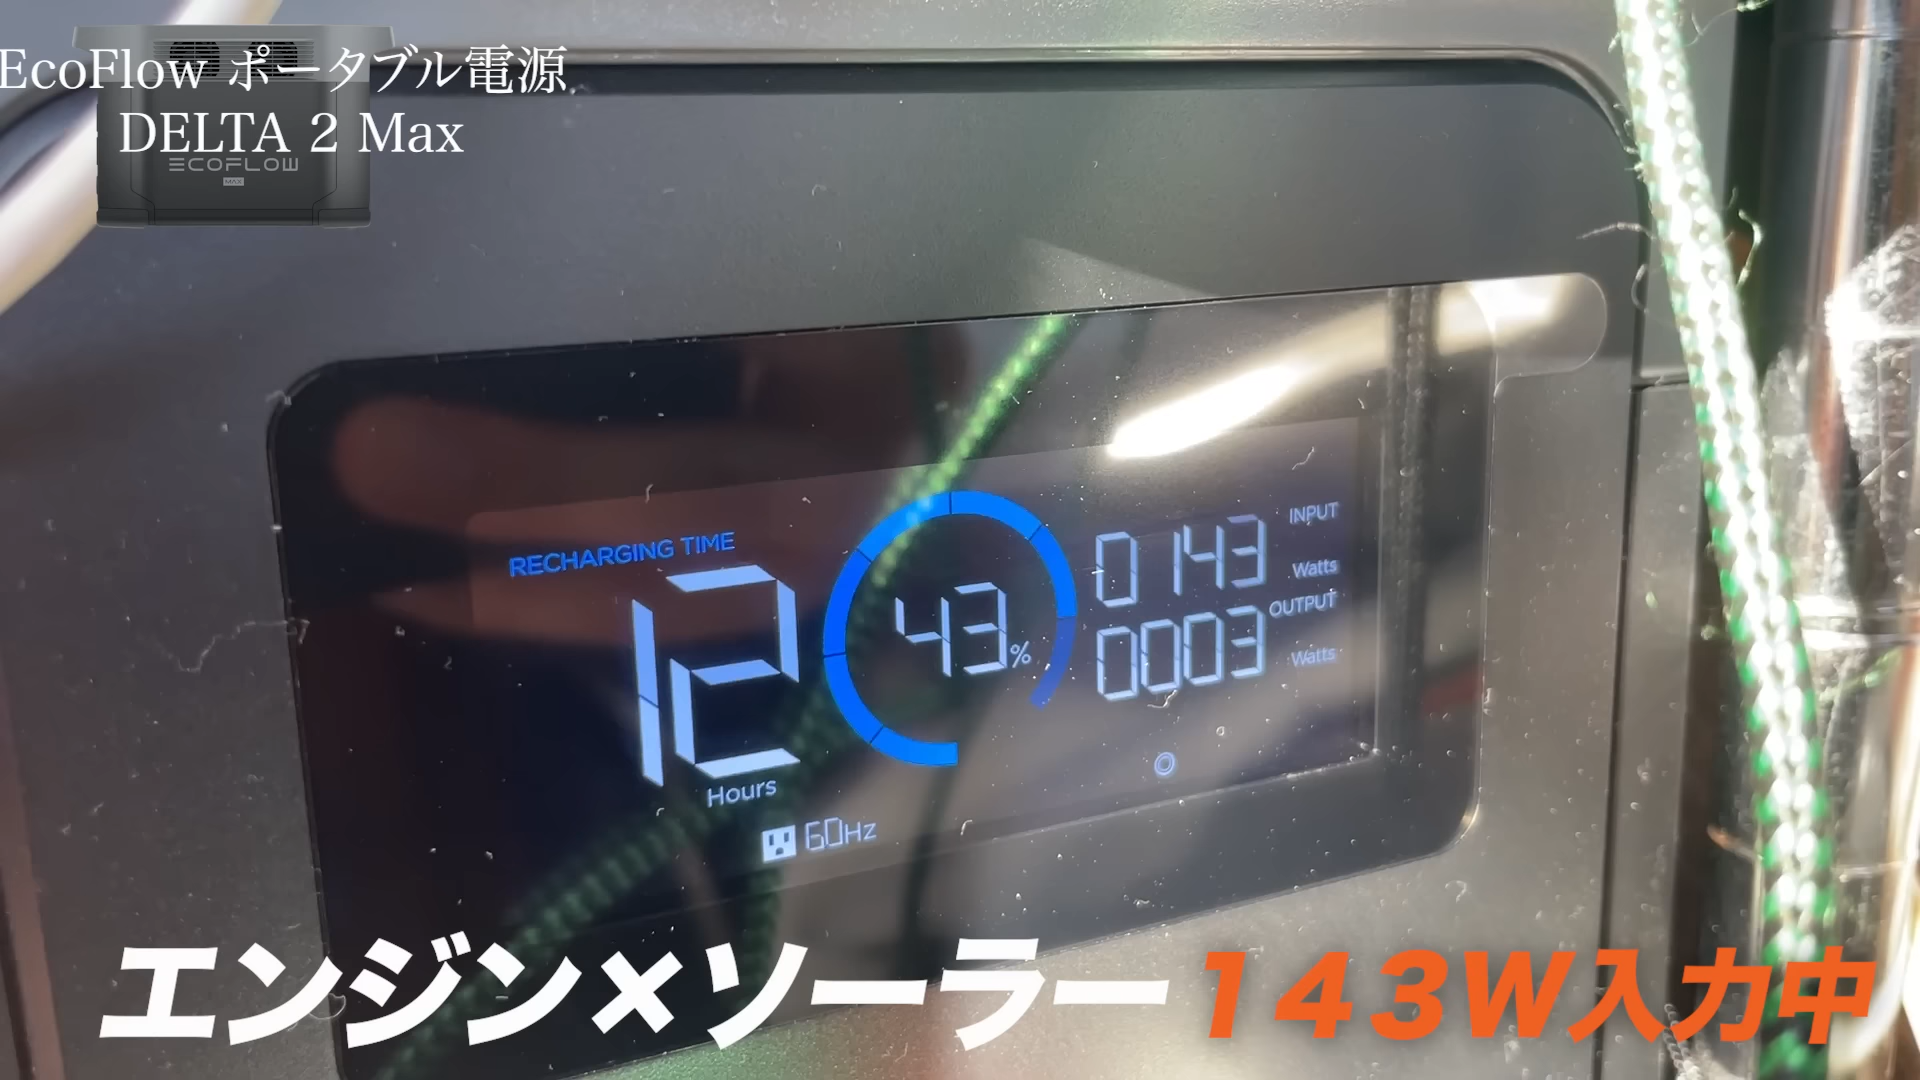 EcoFlow ポータブル電源
DELTA 2 Max
ECOFLOW
MAX
RECHARGING TIME
12
Hours
43%
0143
INPUT
Watts
0003
OUTPUT
Watts
60Hz
エンジン×ソーラー 143W入力中